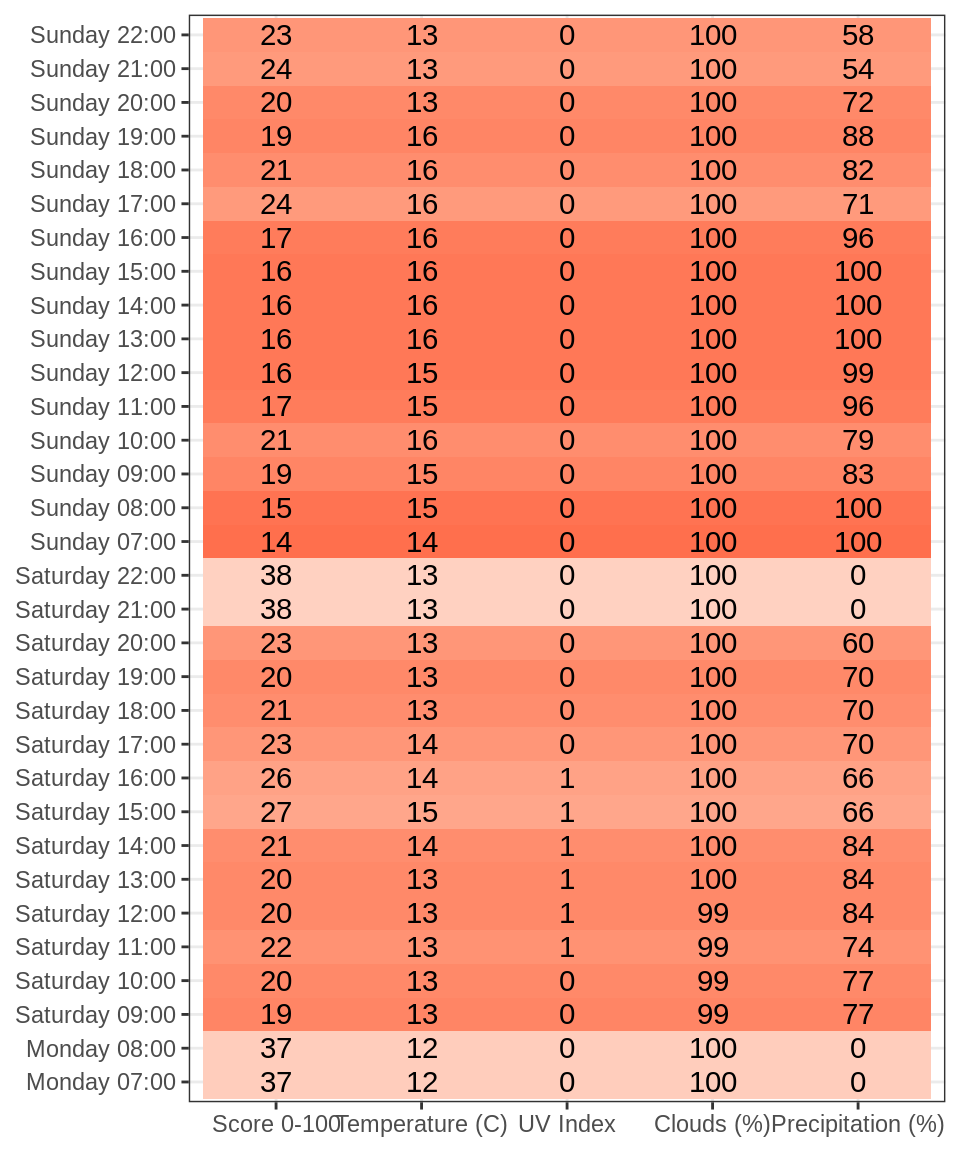 Sunday 22:00 23 13 0 100 58
Sunday 21:00 24 13 0 100 54
Sunday 20:00 20 13 0 100 72
Sunday 19:00 19 16 0 100 88
Sunday 18:00 21 16 0 100 82
Sunday 17:00 24 16 0 100 71
Sunday 16:00 17 16 0 100 96
Sunday 15:00 16 16 0 100 100
Sunday 14:00 16 16 0 100 100
Sunday 13:00 16 16 0 100 100
Sunday 12:00 16 15 0 100 99
Sunday 11:00 17 15 0 100 96
Sunday 10:00 21 16 0 100 79
Sunday 09:00 19 15 0 100 83
Sunday 08:00 15 15 0 100 100
Sunday 07:00 14 14 0 100 100
Saturday 22:00 38 13 0 100 0
Saturday 21:00 38 13 0 100 0
Saturday 20:00 23 13 0 100 60
Saturday 19:00 20 13 0 100 70
Saturday 18:00 21 13 0 100 70
Saturday 17:00 23 14 0 100 70
Saturday 16:00 26 14 1 100 66
Saturday 15:00 27 15 1 100 66
Saturday 14:00 21 14 1 100 84
Saturday 13:00 20 13 1 100 84
Saturday 12:00 20 13 1 99 84
Saturday 11:00 22 13 1 99 74
Saturday 10:00 20 13 0 99 77
Saturday 09:00 19 13 0 99 77
Monday 08:00 37 12 0 100 0
Monday 07:00 37 12 0 100 0
Score 0-100 Temperature (C) UV Index Clouds (%) Precipitation (%)